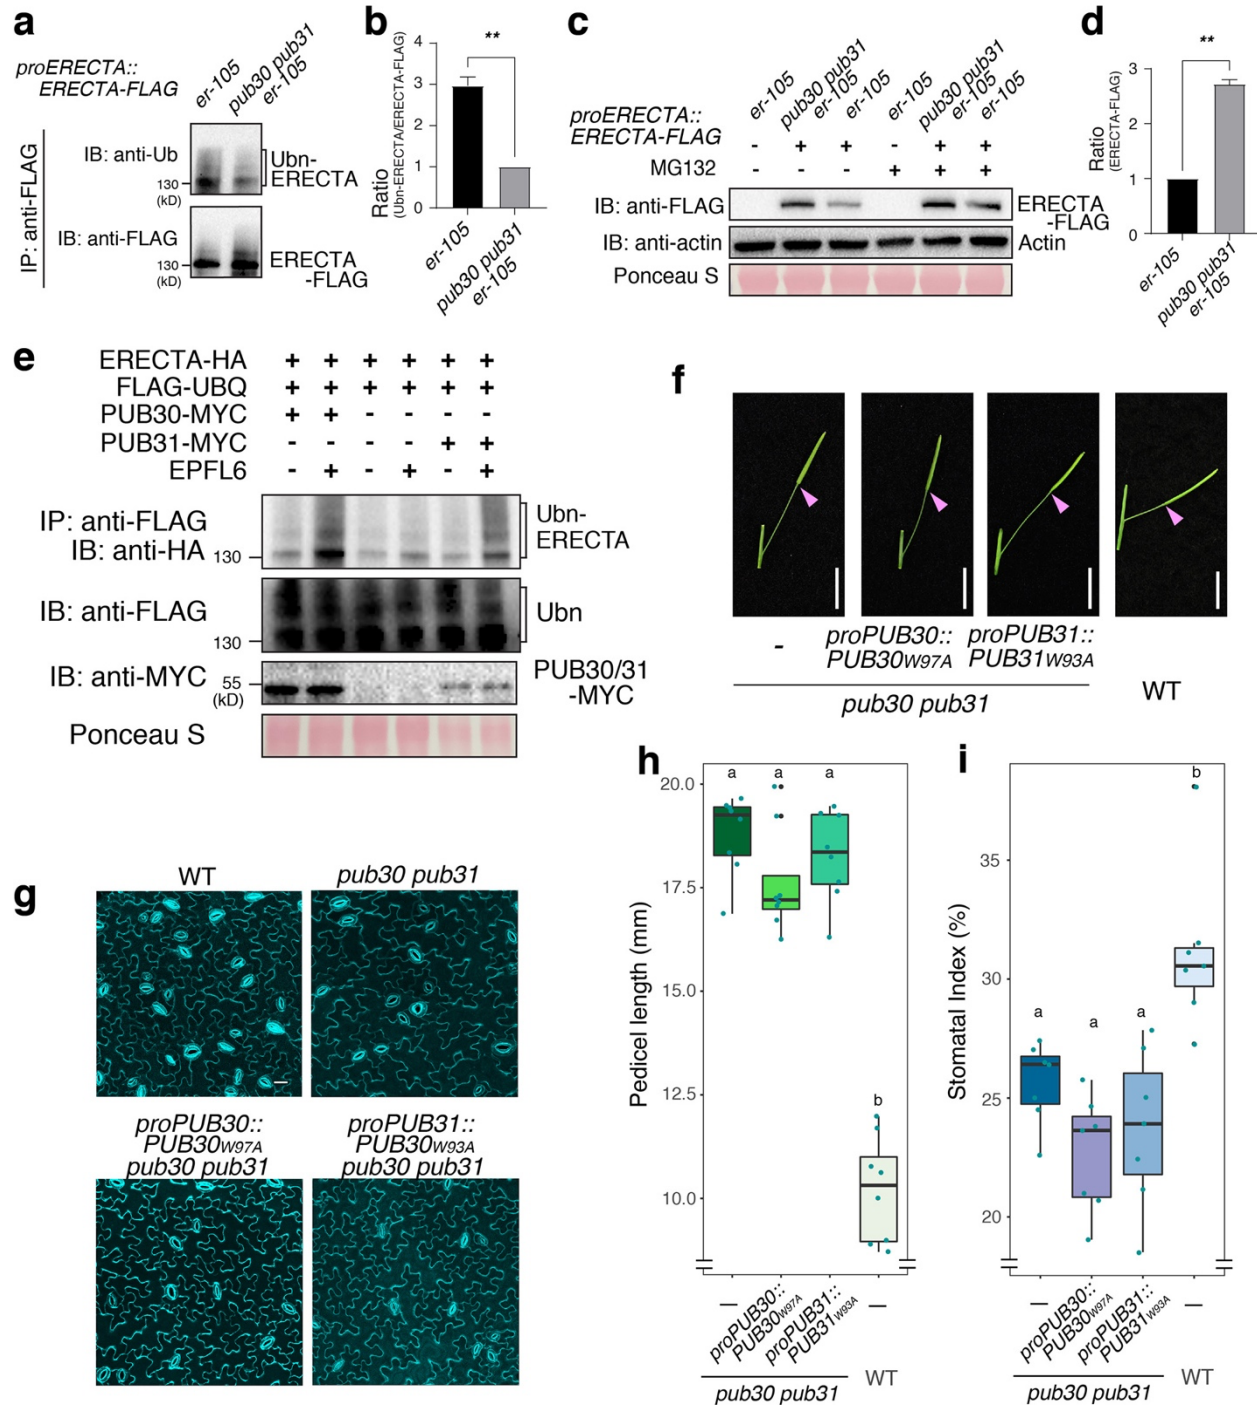 a
proERECTA::
ERECTA-FLAG
er-105
pub30 pub31
er-105
IP: anti-FLAG
IB: anti-Ub
130
(kD)
Ubn-
ERECTA
IB: anti-FLAG
130
(kD)
ERECTA
-FLAG
b
**
4
3
2
1
0
Ratio
(Ubn-ERECTA/ERECTA-FLAG)
er-105
pub30 pub31
er-105
c
er-105
pub30 pub31
er-105
er-105
er-105
pub30 pub31
er-105
er-105
proERECTA::
ERECTA-FLAG - + + - + +
MG132 - - - + + +
IB: anti-FLAG
ERECTA
-FLAG
IB: anti-actin
Actin
Ponceau S
d
**
3
2
1
0
Ratio
(ERECTA-FLAG)
er-105
pub30 pub31
er-105
e
ERECTA-HA + + + + + +
FLAG-UBQ + + + + + +
PUB30-MYC + + - - - -
PUB31-MYC - - - - + +
EPFL6 - + - + - +
IP: anti-FLAG
IB: anti-HA
130
Ubn-
ERECTA
IB: anti-FLAG
130
Ubn
IB: anti-MYC
55
(kD)
PUB30/31
-MYC
Ponceau S
f
-
proPUB30::
PUB30W97A
proPUB31::
PUB31W93A
pub30 pub31
WT
g
WT
pub30 pub31
proPUB30::
PUB30W97A
pub30 pub31
proPUB31::
PUB31W93A
pub30 pub31
h
20.0
17.5
15.0
12.5
10.0
Pedicel length (mm)
a
a
a
b
—
proPUB30::
PUB30W97A
proPUB31::
PUB31W93A
—
pub30 pub31
WT
i
35
30
25
20
Stomatal Index (%)
a
a
a
b
—
proPUB30::
PUB30W97A
proPUB31::
PUB31W93A
—
pub30 pub31
WT